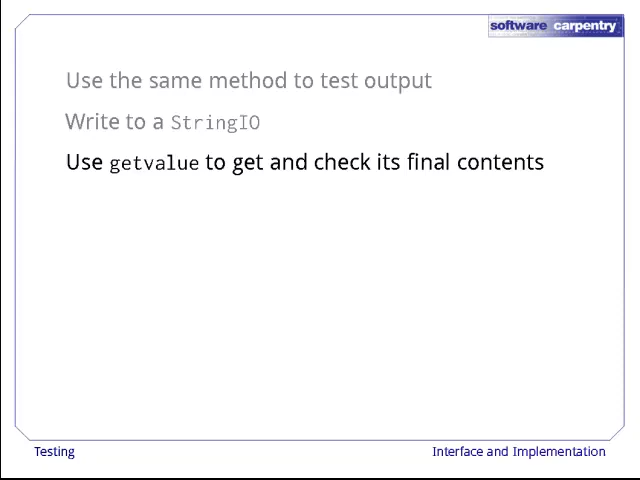 software carpentry
Use the same method to test output
Write to a StringIO
Use getvalue to get and check its final contents
Testing
Interface and Implementation